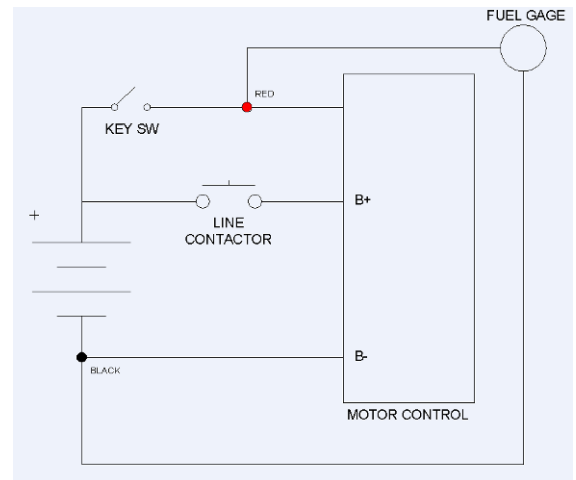 FUEL GAGE
RED
KEY SW
+
B+
LINE
CONTACTOR
B-
BLACK
MOTOR CONTROL